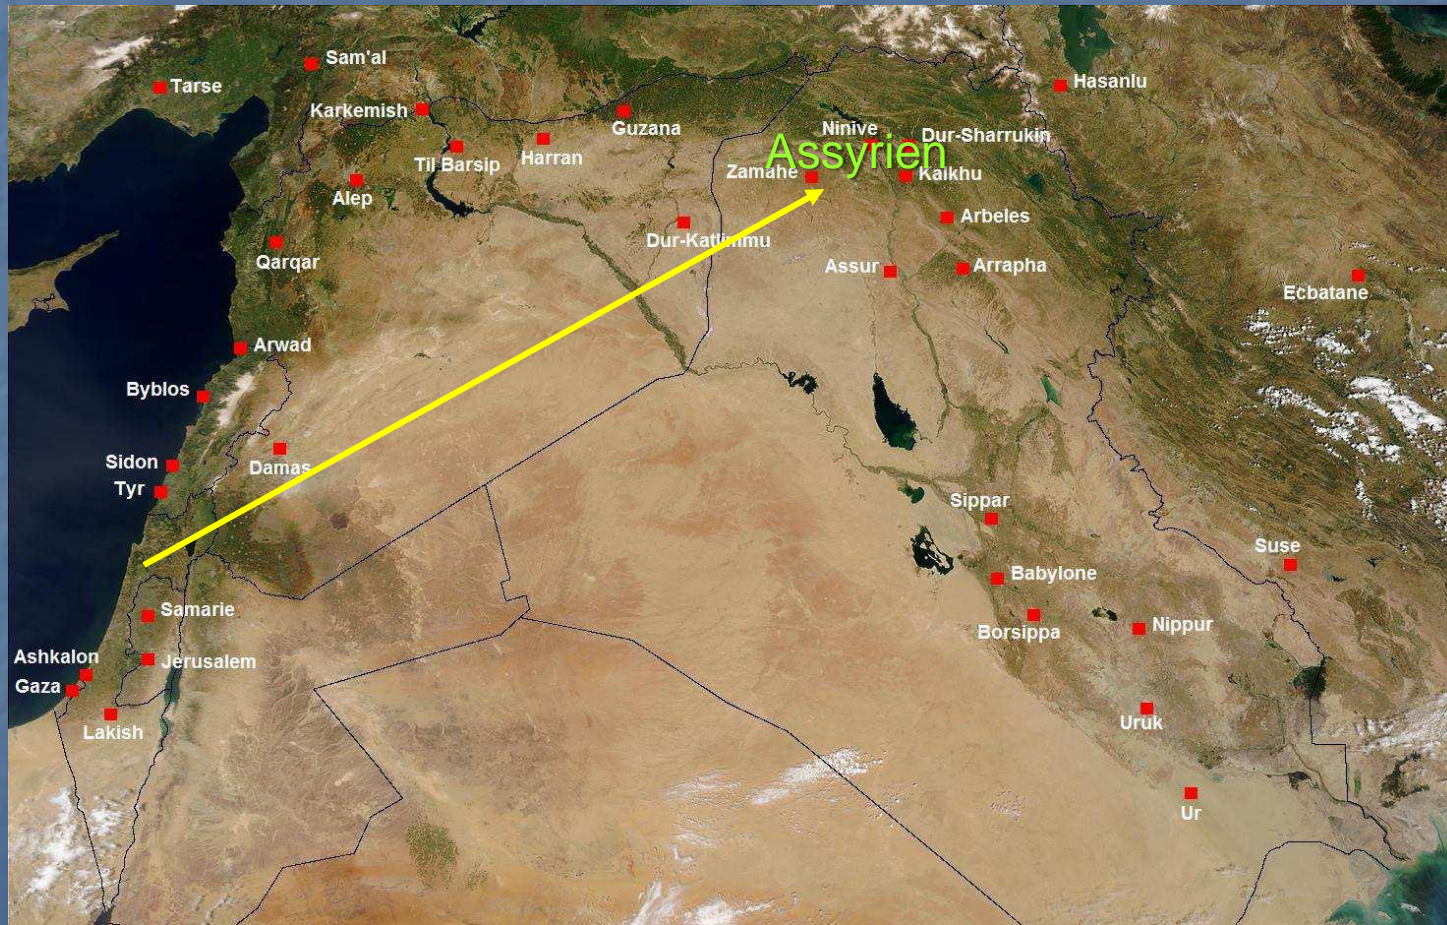 Sam'al
Tarse
Hasanlu
Karkemish
Guzana
Ninive
Dur-Sharrukin
Assyrien
Til Barsip
Harran
Zamahe
Kalkhu
Alep
Arbeles
Dur-Katlimmu
Qarqar
Assur
Arrapha
Ecbatane
Arwad
Byblos
Sidon
Damas
Tyr
Sippar
Suse
Babylone
Samarie
Borsippa
Nippur
Ashkalon
Jerusalem
Gaza
Lakish
Uruk
Ur